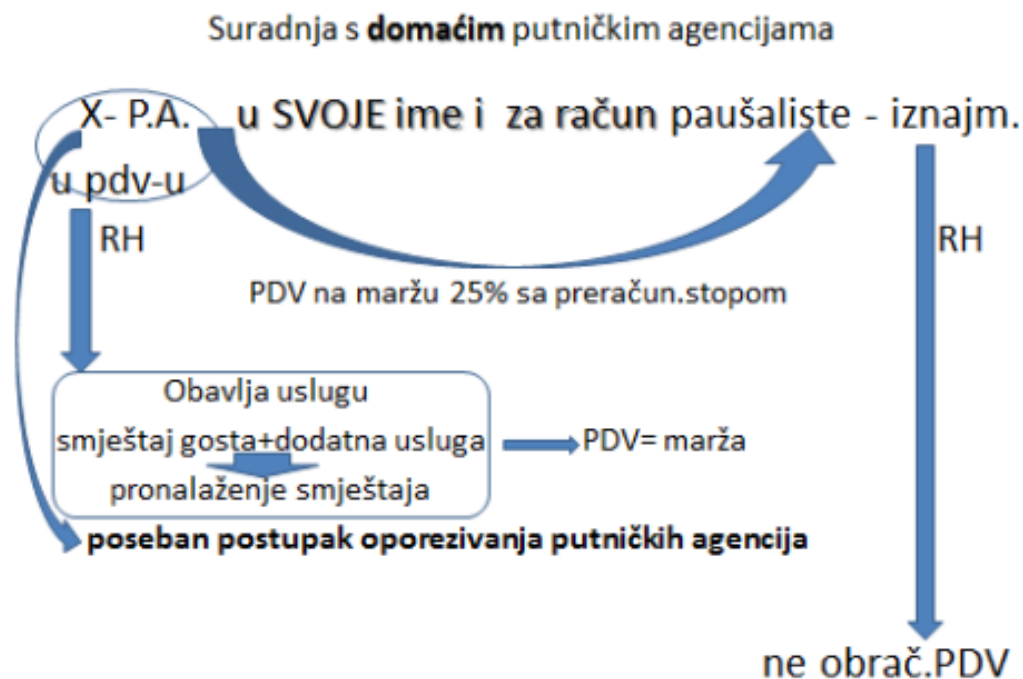 Suradnja s domaćim putničkim agencijama
X- P.A. u SVOJE ime i za račun paušaliste - iznajm.
u pdv-u
RH
RH
PDV na maržu 25% sa preračun.stopom
Obavlja uslugu
smještaj gosta+dodatna usluga
PDV= marža
pronalaženje smještaja
poseban postupak oporezivanja putničkih agencija
ne obrač.PDV